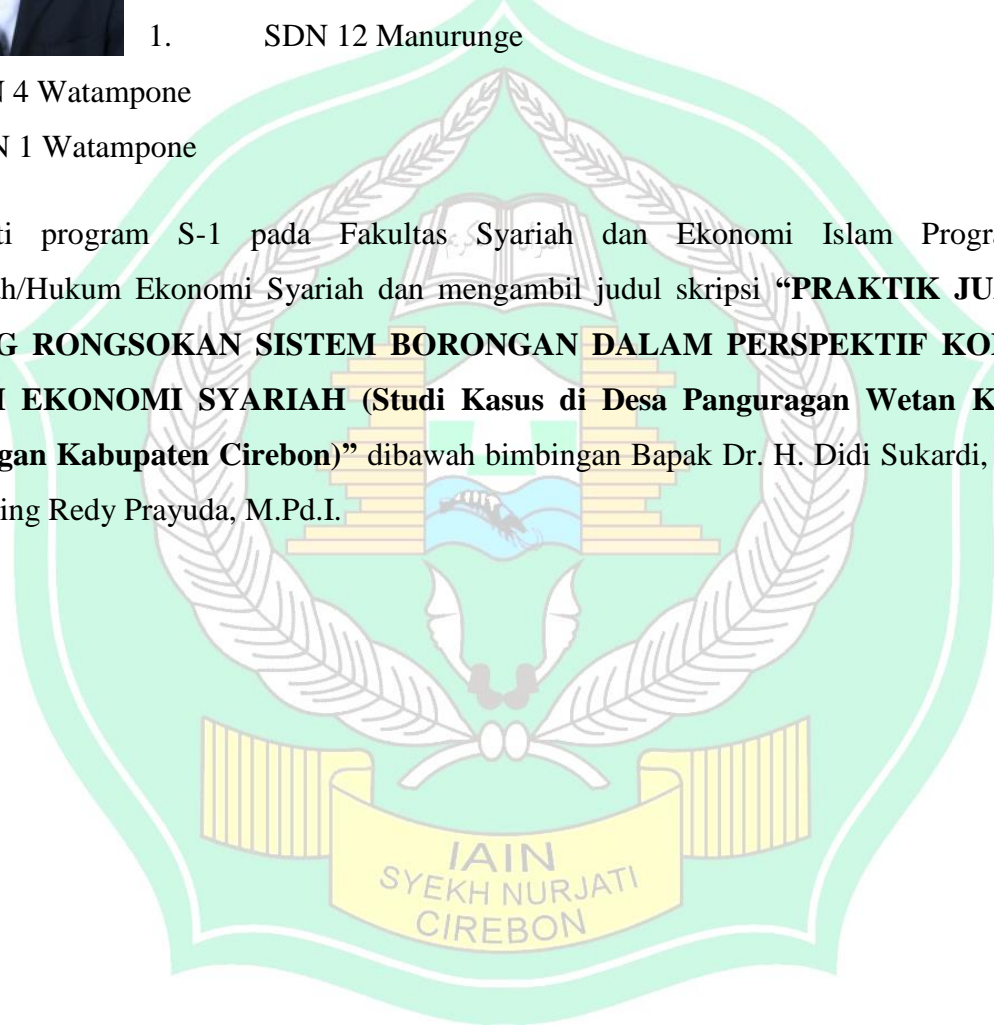 1. SDN 12 Manurunge
N 4 Watampone
N 1 Watampone
ti program S-1 pada Fakultas Syariah dan Ekonomi Islam Progra
h/Hukum Ekonomi Syariah dan mengambil judul skripsi “PRAKTIK JU
G RONGSOKAN SISTEM BORONGAN DALAM PERSPEKTIF KO
I EKONOMI SYARIAH (Studi Kasus di Desa Panguragan Wetan K
gan Kabupaten Cirebon)” dibawah bimbingan Bapak Dr. H. Didi Sukardi,
ing Redy Prayuda, M.Pd.I.
IAIN
SYEKH NURJATI
CIREBON